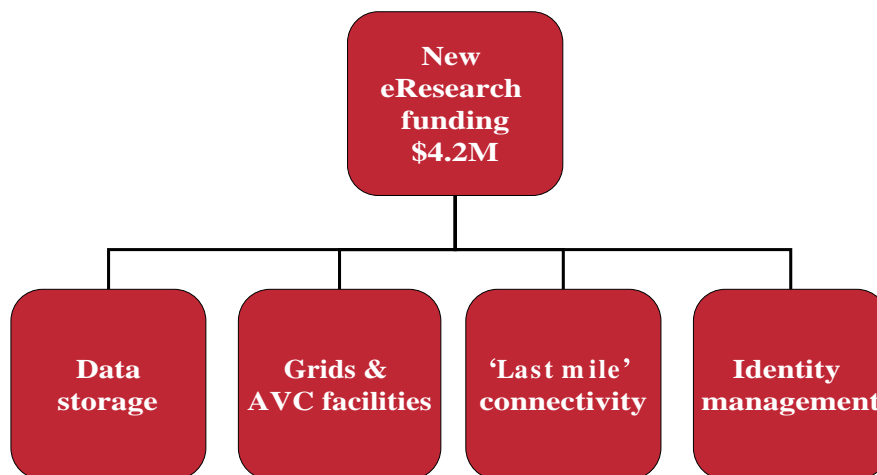 New
eResearch
funding
$4.2M
Data
storage
Grids &
AVC facilities
‘Last mile’
connectivity
Identity
management